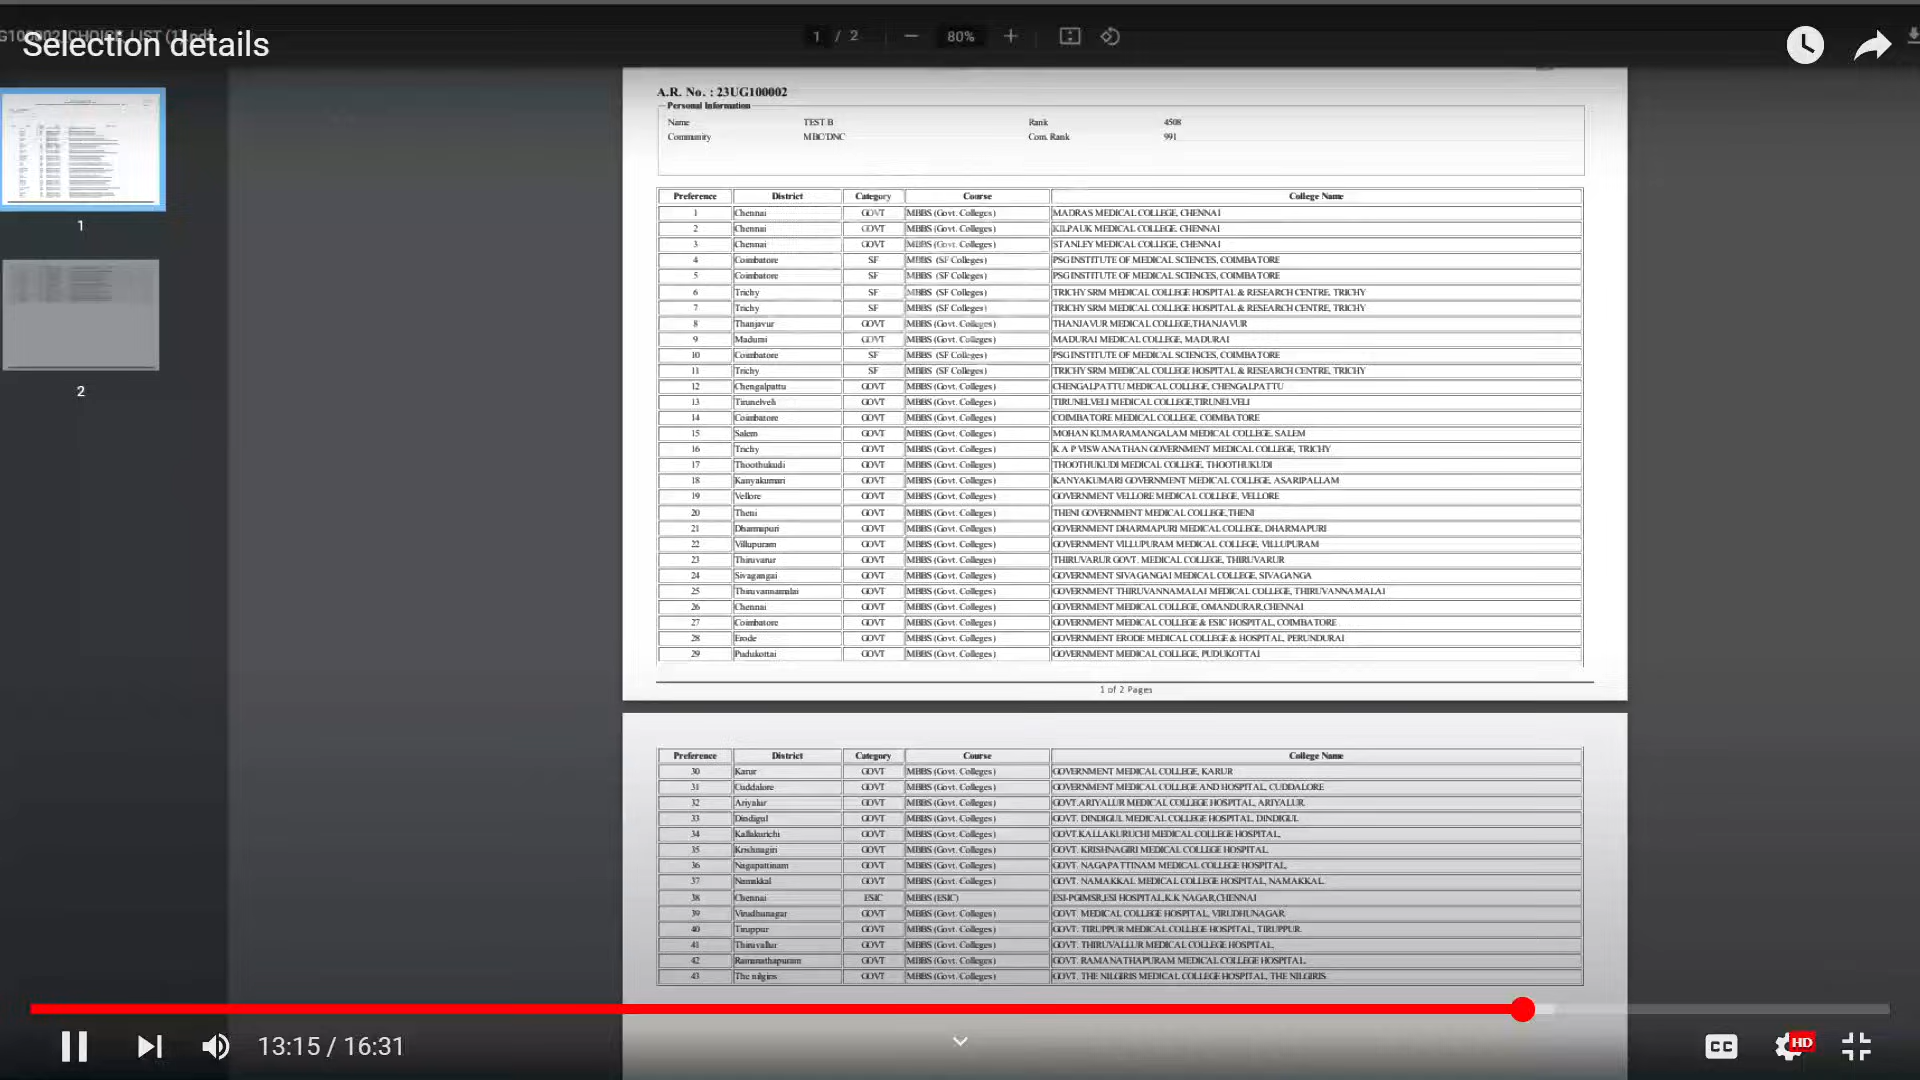 G100002_CHOICE_LIST (1).pdf
Selection details
1 / 2
80%
1
2
A.R. No. : 23UG100002
Personal Information
Name TEST B Rank 4508
Community MBC/DNC Com. Rank 991
Preference District Category Course College Name
1 Chennai GOVT MBBS (Govt. Colleges) MADRAS MEDICAL COLLEGE, CHENNAI
2 Chennai GOVT MBBS (Govt. Colleges) KILPAUK MEDICAL COLLEGE, CHENNAI
3 Chennai GOVT MBBS (Govt. Colleges) STANLEY MEDICAL COLLEGE, CHENNAI
4 Coimbatore SF MBBS (SF Colleges) PSG INSTITUTE OF MEDICAL SCIENCES, COIMBATORE
5 Coimbatore SF MBBS (SF Colleges) PSG INSTITUTE OF MEDICAL SCIENCES, COIMBATORE
6 Trichy SF MBBS (SF Colleges) TRICHY SRM MEDICAL COLLEGE HOSPITAL & RESEARCH CENTRE, TRICHY
7 Trichy SF MBBS (SF Colleges) TRICHY SRM MEDICAL COLLEGE HOSPITAL & RESEARCH CENTRE, TRICHY
8 Thanjavur GOVT MBBS (Govt. Colleges) THANJAVUR MEDICAL COLLEGE,THANJAVUR
9 Madurai GOVT MBBS (Govt. Colleges) MADURAI MEDICAL COLLEGE, MADURAI
10 Coimbatore SF MBBS (SF Colleges) PSG INSTITUTE OF MEDICAL SCIENCES, COIMBATORE
11 Trichy SF MBBS (SF Colleges) TRICHY SRM MEDICAL COLLEGE HOSPITAL & RESEARCH CENTRE, TRICHY
12 Chengalpattu GOVT MBBS (Govt. Colleges) CHENGALPATTU MEDICAL COLLEGE, CHENGALPATTU
13 Tirunelveli GOVT MBBS (Govt. Colleges) TIRUNELVELI MEDICAL COLLEGE,TIRUNELVELI
14 Coimbatore GOVT MBBS (Govt. Colleges) COIMBATORE MEDICAL COLLEGE, COIMBATORE
15 Salem GOVT MBBS (Govt. Colleges) MOHAN KUMARAMANGALAM MEDICAL COLLEGE, SALEM
16 Trichy GOVT MBBS (Govt. Colleges) K A P VISWANATHAN GOVERNMENT MEDICAL COLLEGE, TRICHY
17 Thoothukudi GOVT MBBS (Govt. Colleges) THOOTHUKUDI MEDICAL COLLEGE, THOOTHUKUDI
18 Kanyakumari GOVT MBBS (Govt. Colleges) KANYAKUMARI GOVERNMENT MEDICAL COLLEGE, ASARIPALLAM
19 Vellore GOVT MBBS (Govt. Colleges) GOVERNMENT VELLORE MEDICAL COLLEGE, VELLORE
20 Theni GOVT MBBS (Govt. Colleges) THENI GOVERNMENT MEDICAL COLLEGE,THENI
21 Dharmapuri GOVT MBBS (Govt. Colleges) GOVERNMENT DHARMAPURI MEDICAL COLLEGE, DHARMAPURI
22 Villupuram GOVT MBBS (Govt. Colleges) GOVERNMENT VILLUPURAM MEDICAL COLLEGE, VILLUPURAM
23 Thiruvarur GOVT MBBS (Govt. Colleges) THIRUVARUR GOVT. MEDICAL COLLEGE, THIRUVARUR
24 Sivagangai GOVT MBBS (Govt. Colleges) GOVERNMENT SIVAGANGAI MEDICAL COLLEGE, SIVAGANGA
25 Thiruvannamalai GOVT MBBS (Govt. Colleges) GOVERNMENT THIRUVANNAMALAI MEDICAL COLLEGE, THIRUVANNAMALAI
26 Chennai GOVT MBBS (Govt. Colleges) GOVERNMENT MEDICAL COLLEGE, OMANDURAR,CHENNAI
27 Coimbatore GOVT MBBS (Govt. Colleges) GOVERNMENT MEDICAL COLLEGE & ESIC HOSPITAL, COIMBATORE
28 Erode GOVT MBBS (Govt. Colleges) GOVERNMENT ERODE MEDICAL COLLEGE & HOSPITAL, PERUNDURAI
29 Pudukottai GOVT MBBS (Govt. Colleges) GOVERNMENT MEDICAL COLLEGE, PUDUKOTTAI
1 of 2 Pages
Preference District Category Course College Name
30 Karur GOVT MBBS (Govt. Colleges) GOVERNMENT MEDICAL COLLEGE, KARUR
31 Cuddalore GOVT MBBS (Govt. Colleges) GOVERNMENT MEDICAL COLLEGE AND HOSPITAL, CUDDALORE
32 Ariyalur GOVT MBBS (Govt. Colleges) GOVT.ARIYALUR MEDICAL COLLEGE HOSPITAL, ARIYALUR.
33 Dindigul GOVT MBBS (Govt. Colleges) GOVT. DINDIGUL MEDICAL COLLEGE HOSPITAL, DINDIGUL
34 Kallakurichi GOVT MBBS (Govt. Colleges) GOVT.KALLAKURUCHI MEDICAL COLLEGE HOSPITAL,
35 Krishnagiri GOVT MBBS (Govt. Colleges) GOVT. KRISHNAGIRI MEDICAL COLLEGE HOSPITAL,
36 Nagapattinam GOVT MBBS (Govt. Colleges) GOVT. NAGAPATTINAM MEDICAL COLLEGE HOSPITAL,
37 Namakkal GOVT MBBS (Govt. Colleges) GOVT. NAMAKKAL MEDICAL COLLEGE HOSPITAL, NAMAKKAL.
38 Chennai ESIC MBBS (ESIC) ESI-PGIMSR,ESI HOSPITAL,K.K NAGAR,CHENNAI
39 Virudhunagar GOVT MBBS (Govt. Colleges) GOVT. MEDICAL COLLEGE HOSPITAL, VIRUDHUNAGAR
40 Tiruppur GOVT MBBS (Govt. Colleges) GOVT. TIRUPPUR MEDICAL COLLEGE HOSPITAL, TIRUPPUR.
41 Thiruvallur GOVT MBBS (Govt. Colleges) GOVT. THIRUVALLUR MEDICAL COLLEGE HOSPITAL,
42 Ramanathapuram GOVT MBBS (Govt. Colleges) GOVT. RAMANATHAPURAM MEDICAL COLLEGE HOSPITAL,
43 The nilgiris GOVT MBBS (Govt. Colleges) GOVT. THE NILGIRIS MEDICAL COLLEGE HOSPITAL, THE NILGIRIS.
13:15 / 16:31
CC
HD